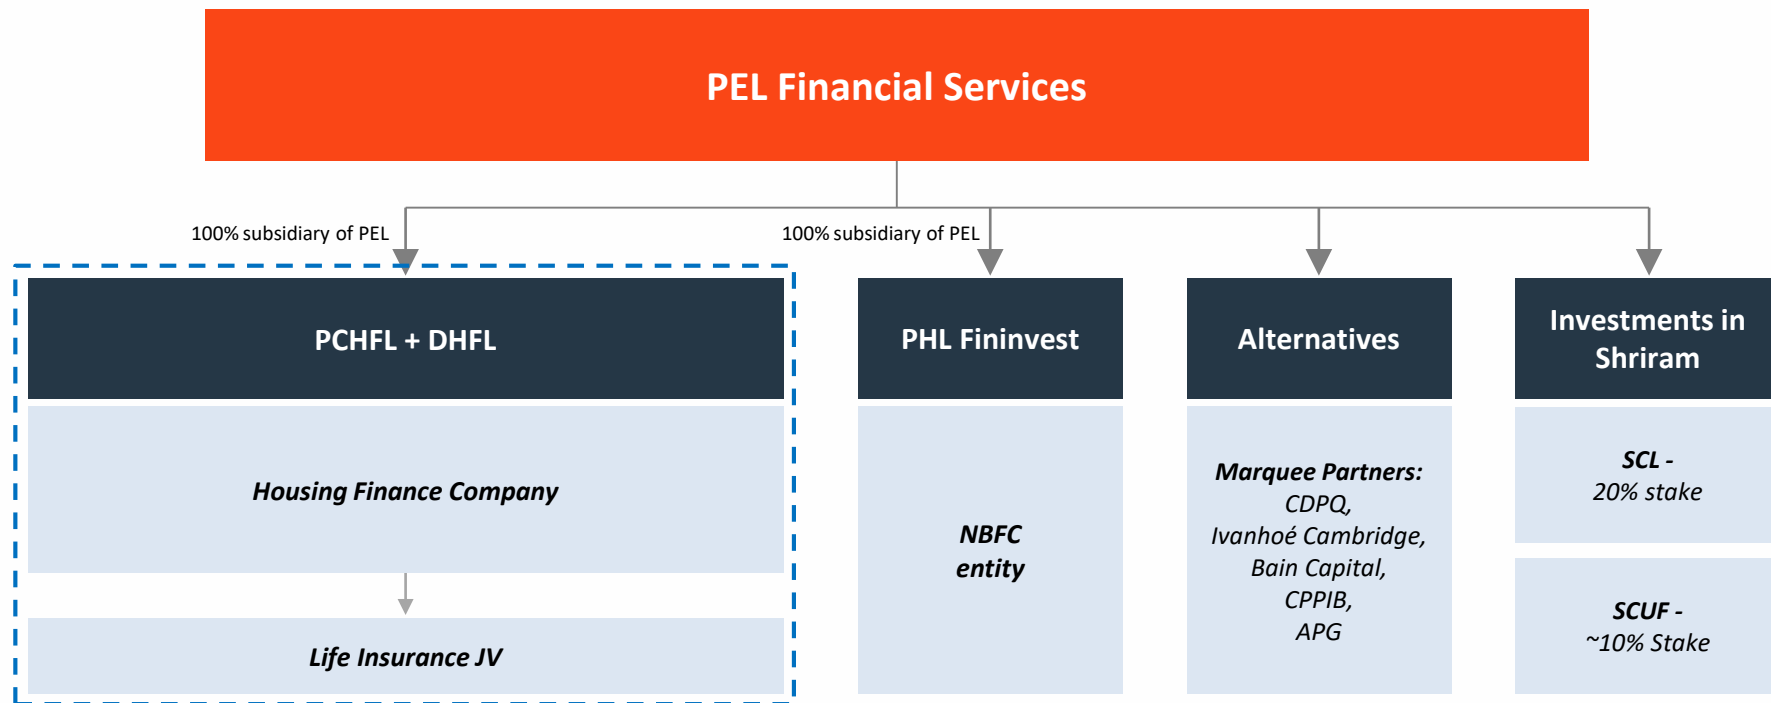 PEL Financial Services
100% subsidiary of PEL
100% subsidiary of PEL
PCHFL + DHFL
Housing Finance Company
Life Insurance JV
PHL Fininvest
NBFC
entity
Alternatives
Marquee Partners:
CDPQ,
Ivanhoé Cambridge,
Bain Capital,
CPPIB,
APG
Investments in
Shriram
SCL -
20% stake
SCUF -
~10% Stake